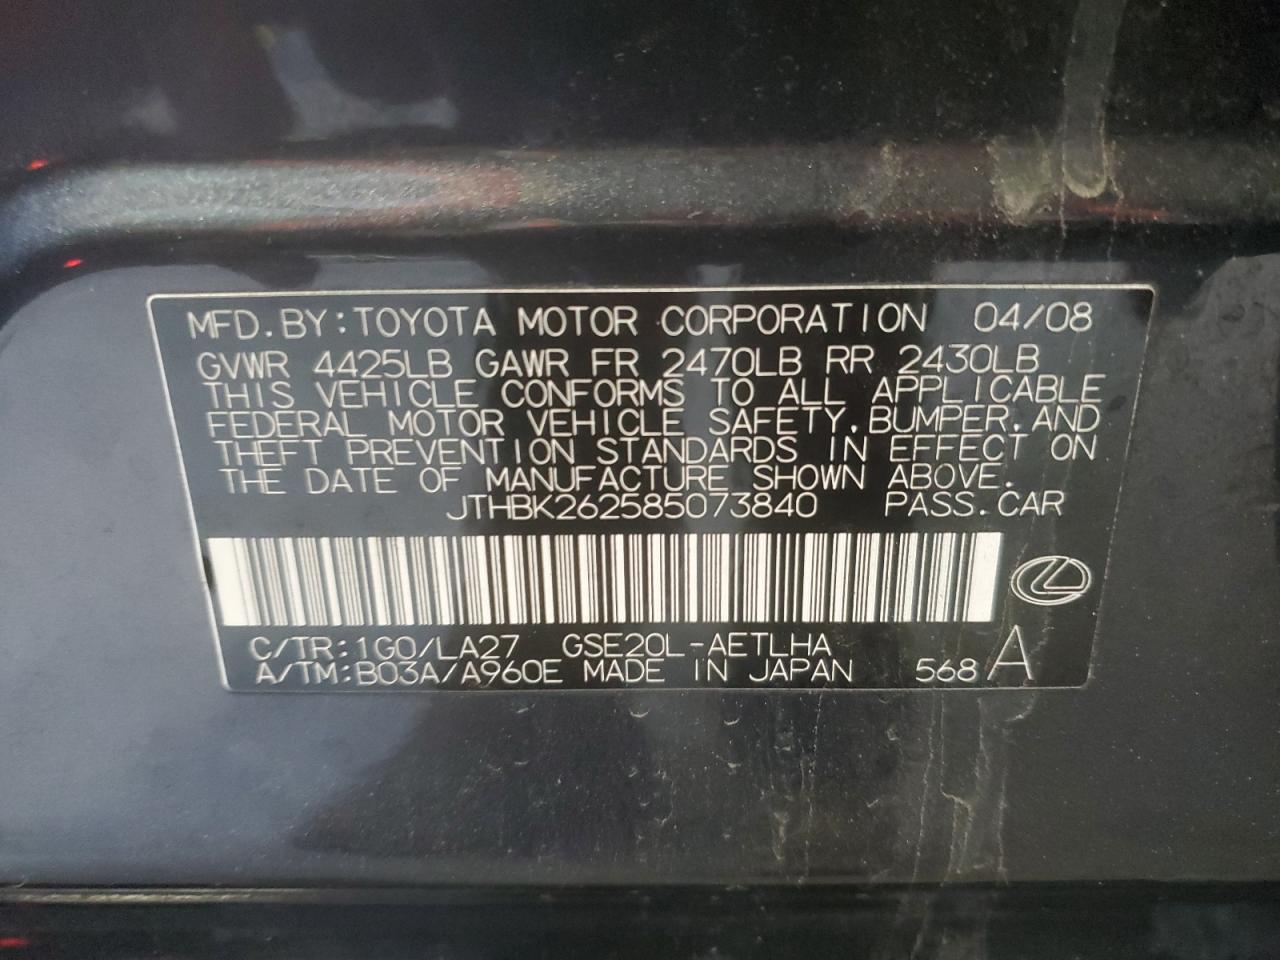 MFD.BY:TOYOTA MOTOR CORPORATION 04/08
GVWR 4425LB GAWR FR 2470LB RR 2430LB
THIS VEHICLE CONFORMS TO ALL APPLICABLE
FEDERAL MOTOR VEHICLE SAFETY,BUMPER,AND
THEFT PREVENTION STANDARDS IN EFFECT ON
THE DATE OF MANUFACTURE SHOWN ABOVE.
JTHBK262585073840 PASS.CAR
C/TR:1G0/LA27 GSE20L-AETLHA
A/TM:B03A/A960E MADE IN JAPAN 568 A